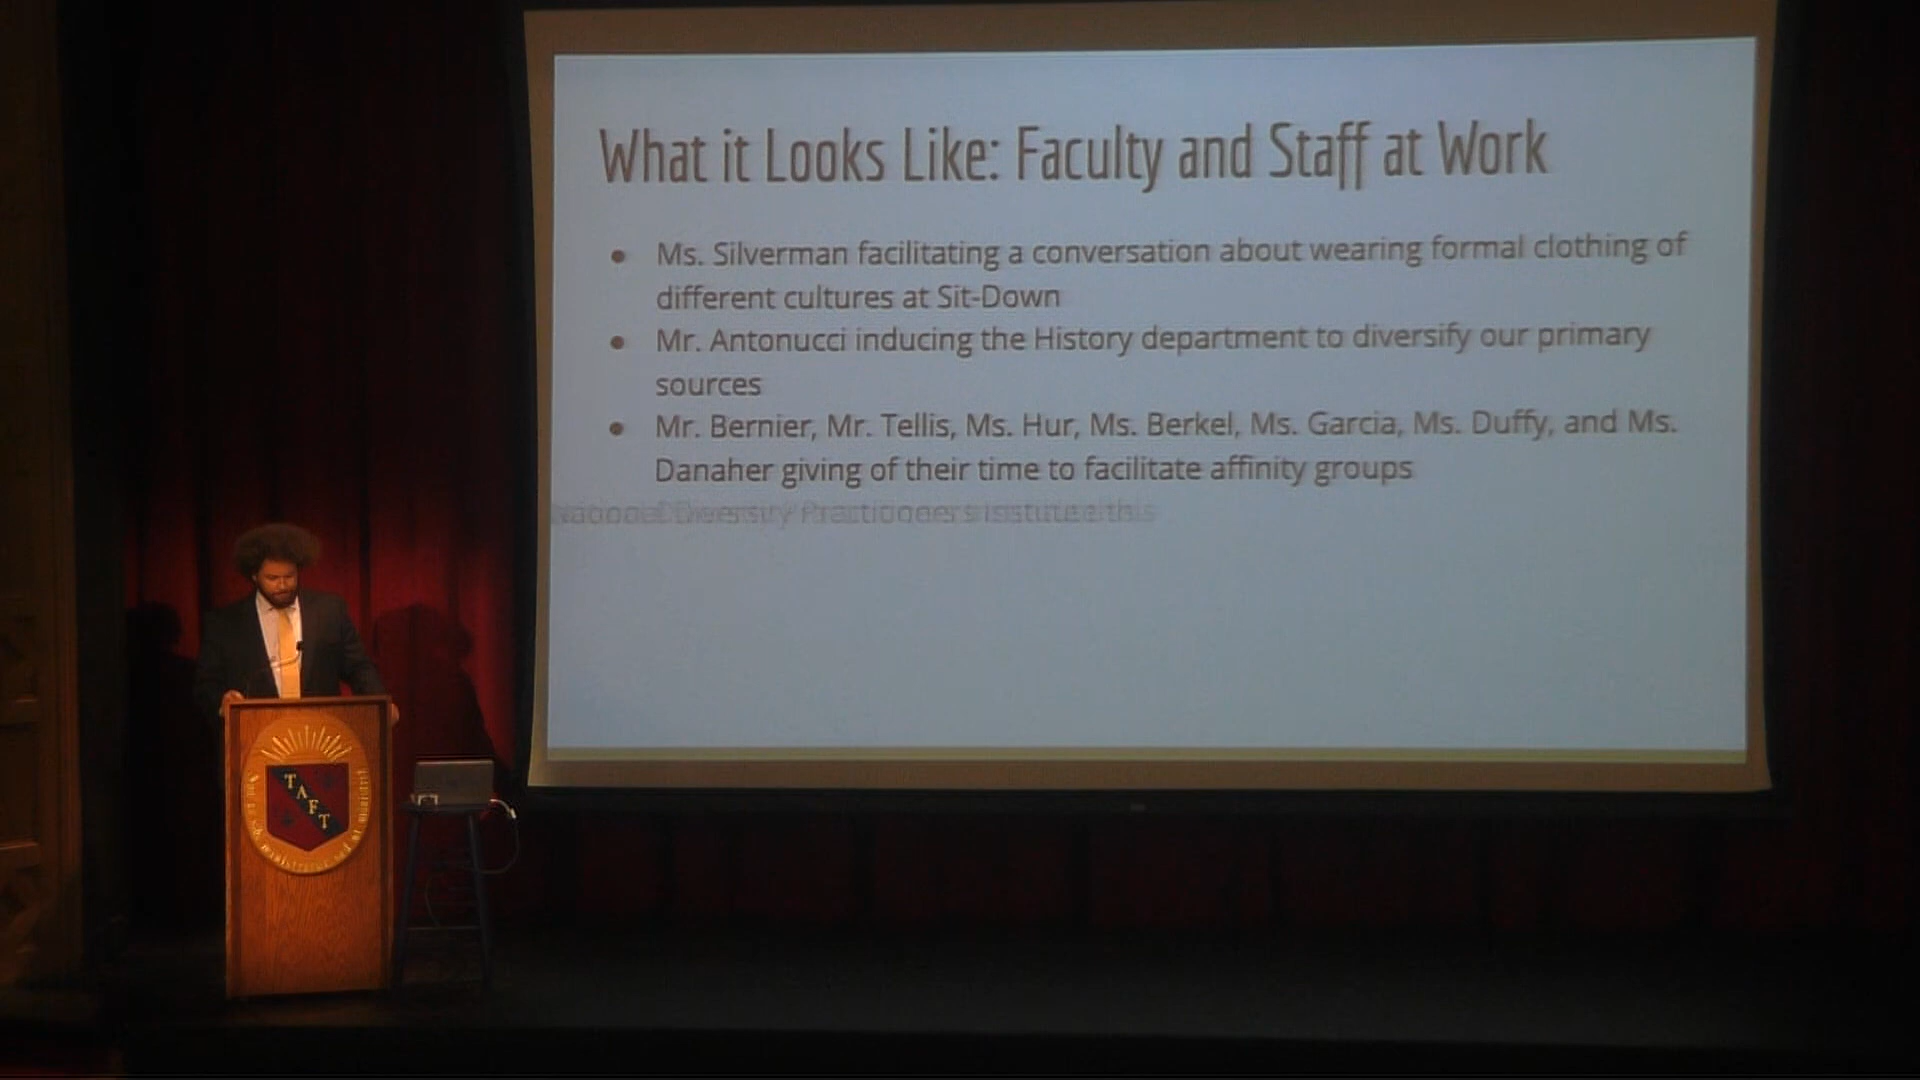 What it Looks Like: Faculty and Staff at Work
● Ms. Silverman facilitating a conversation about wearing formal clothing of
different cultures at Sit-Down
● Mr. Antonucci inducing the History department to diversify our primary
sources
● Mr. Bernier, Mr. Tellis, Ms. Hur, Ms. Berkel, Ms. Garcia, Ms. Duffy, and Ms.
Danaher giving of their time to facilitate affinity groups
National Diversity Practitioners
TAFT